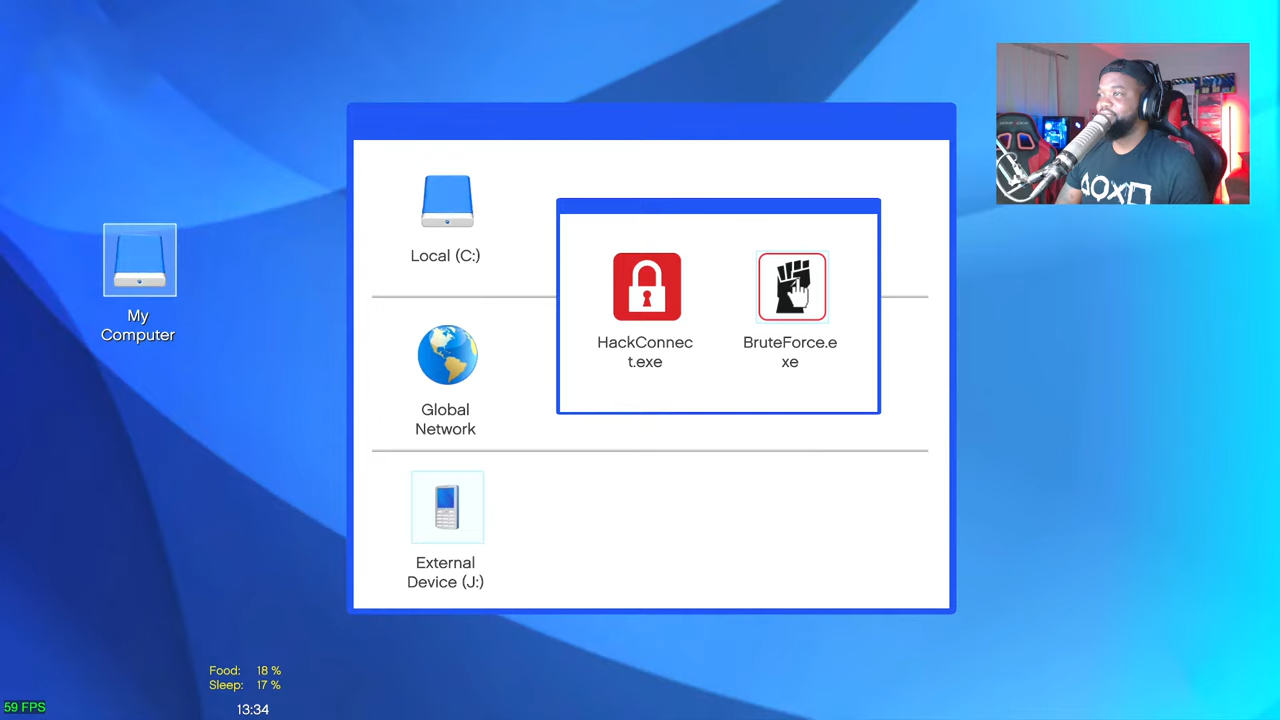 Local (C:)
HackConnec
t.exe
BruteForce.e
xe
My
Computer
Global
Network
External
Device (J:)
Food: 18 %
Sleep: 17 %
13:34
59 FPS